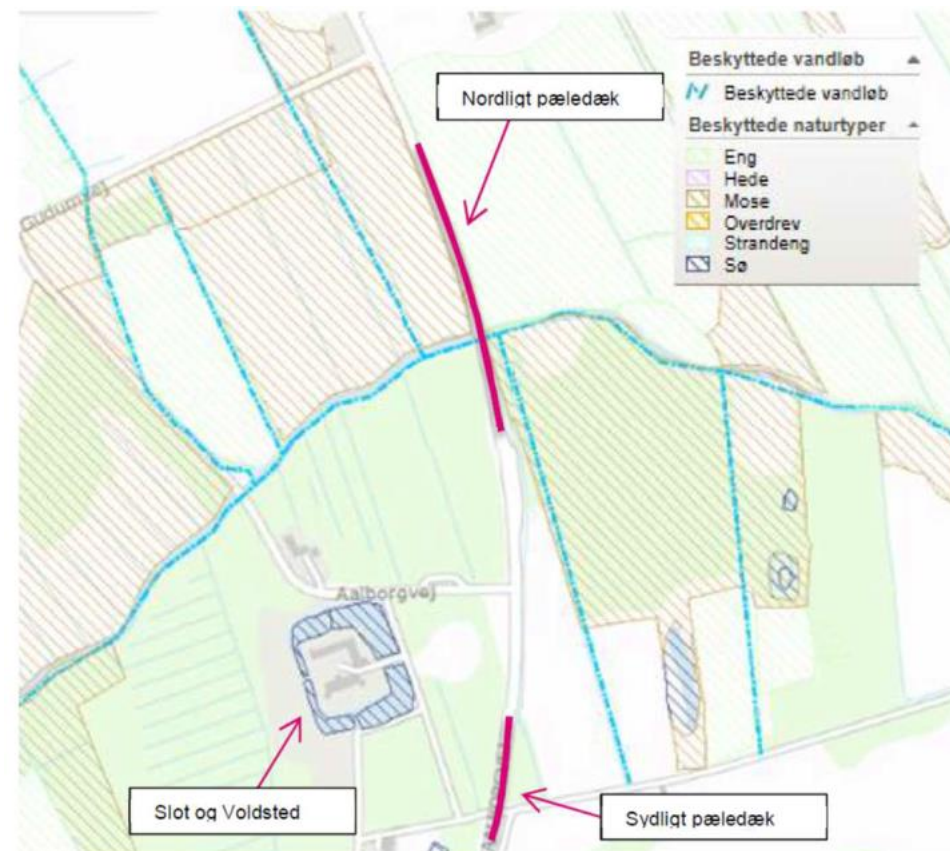 Nordligt pæledæk
Beskyttede vandløb
Beskyttede vandløb
Beskyttede naturtyper
Eng
Hede
Mose
Overdrev
Strandeng
Sø
Gudumvej
Aalborgvej
Slot og Voldsted
Sydligt pæledæk